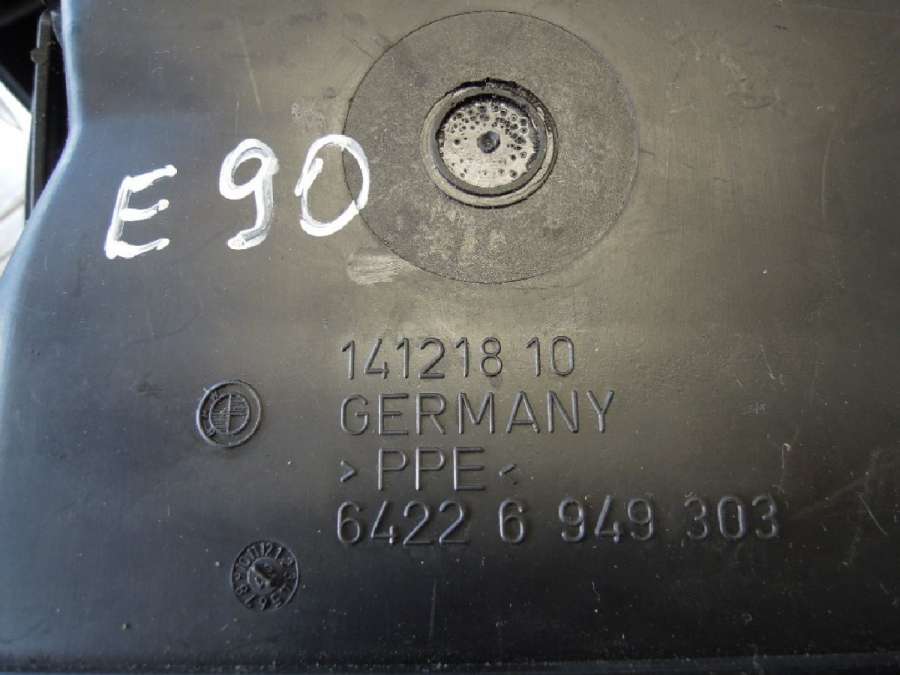 E90
141218 10
GERMANY
>PPE<
6422 6 949 303